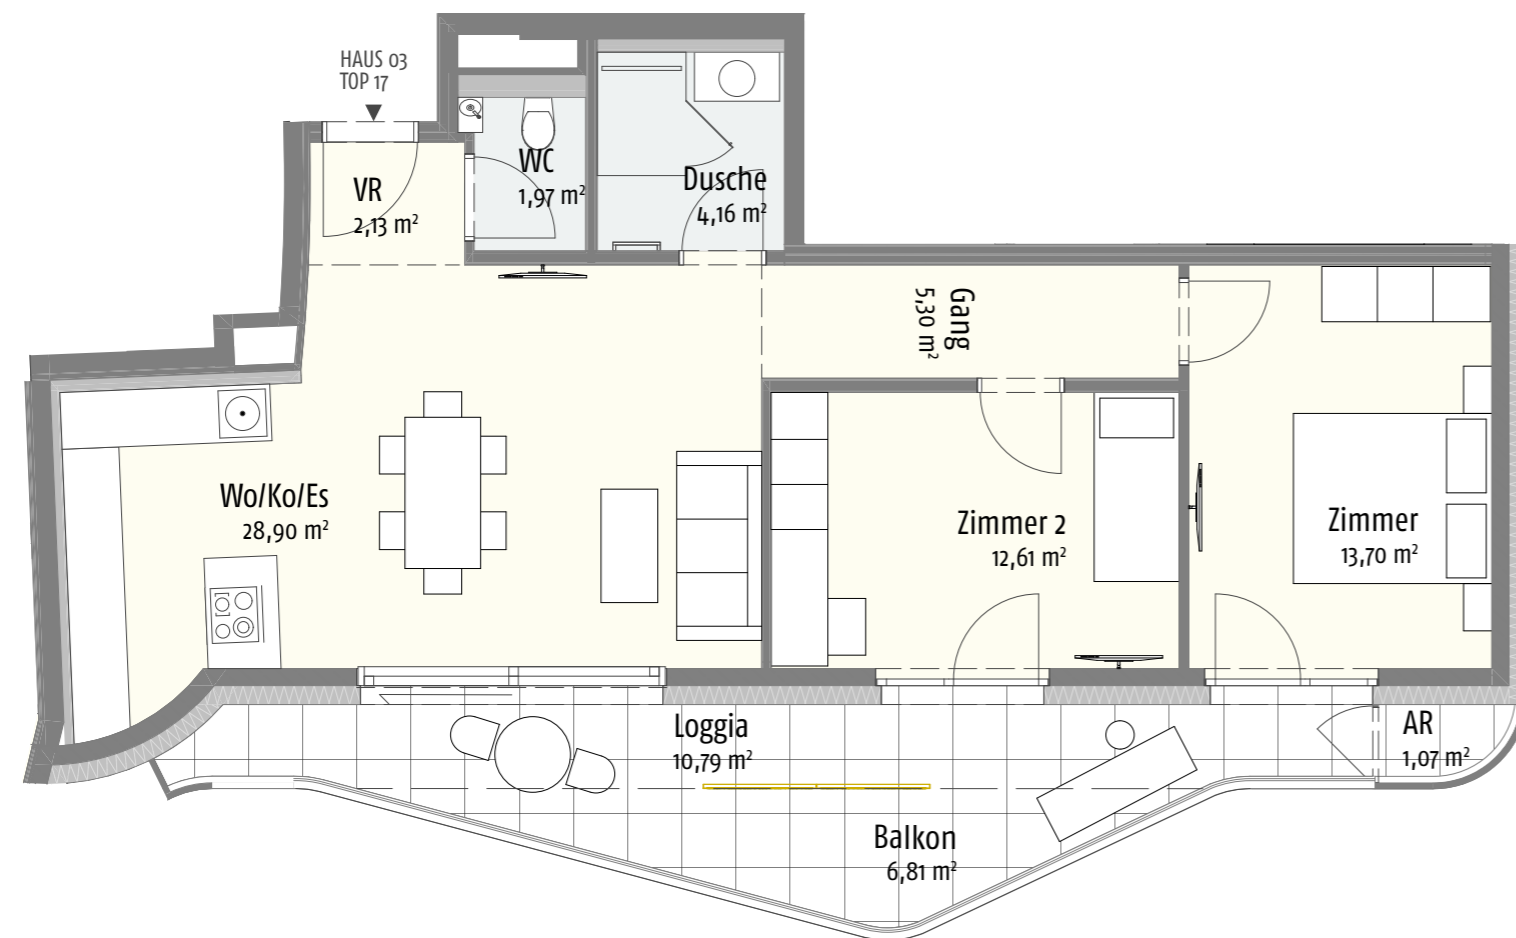 HAUS 03
TOP 17
VR
2,13 m²
WC
1,97 m²
Dusche
4,16 m²
Gang
5,30 m²
Wo/Ko/Es
28,90 m²
Zimmer 2
12,61 m²
Zimmer
13,70 m²
Loggia
10,79 m²
AR
1,07 m²
Balkon
6,81 m²